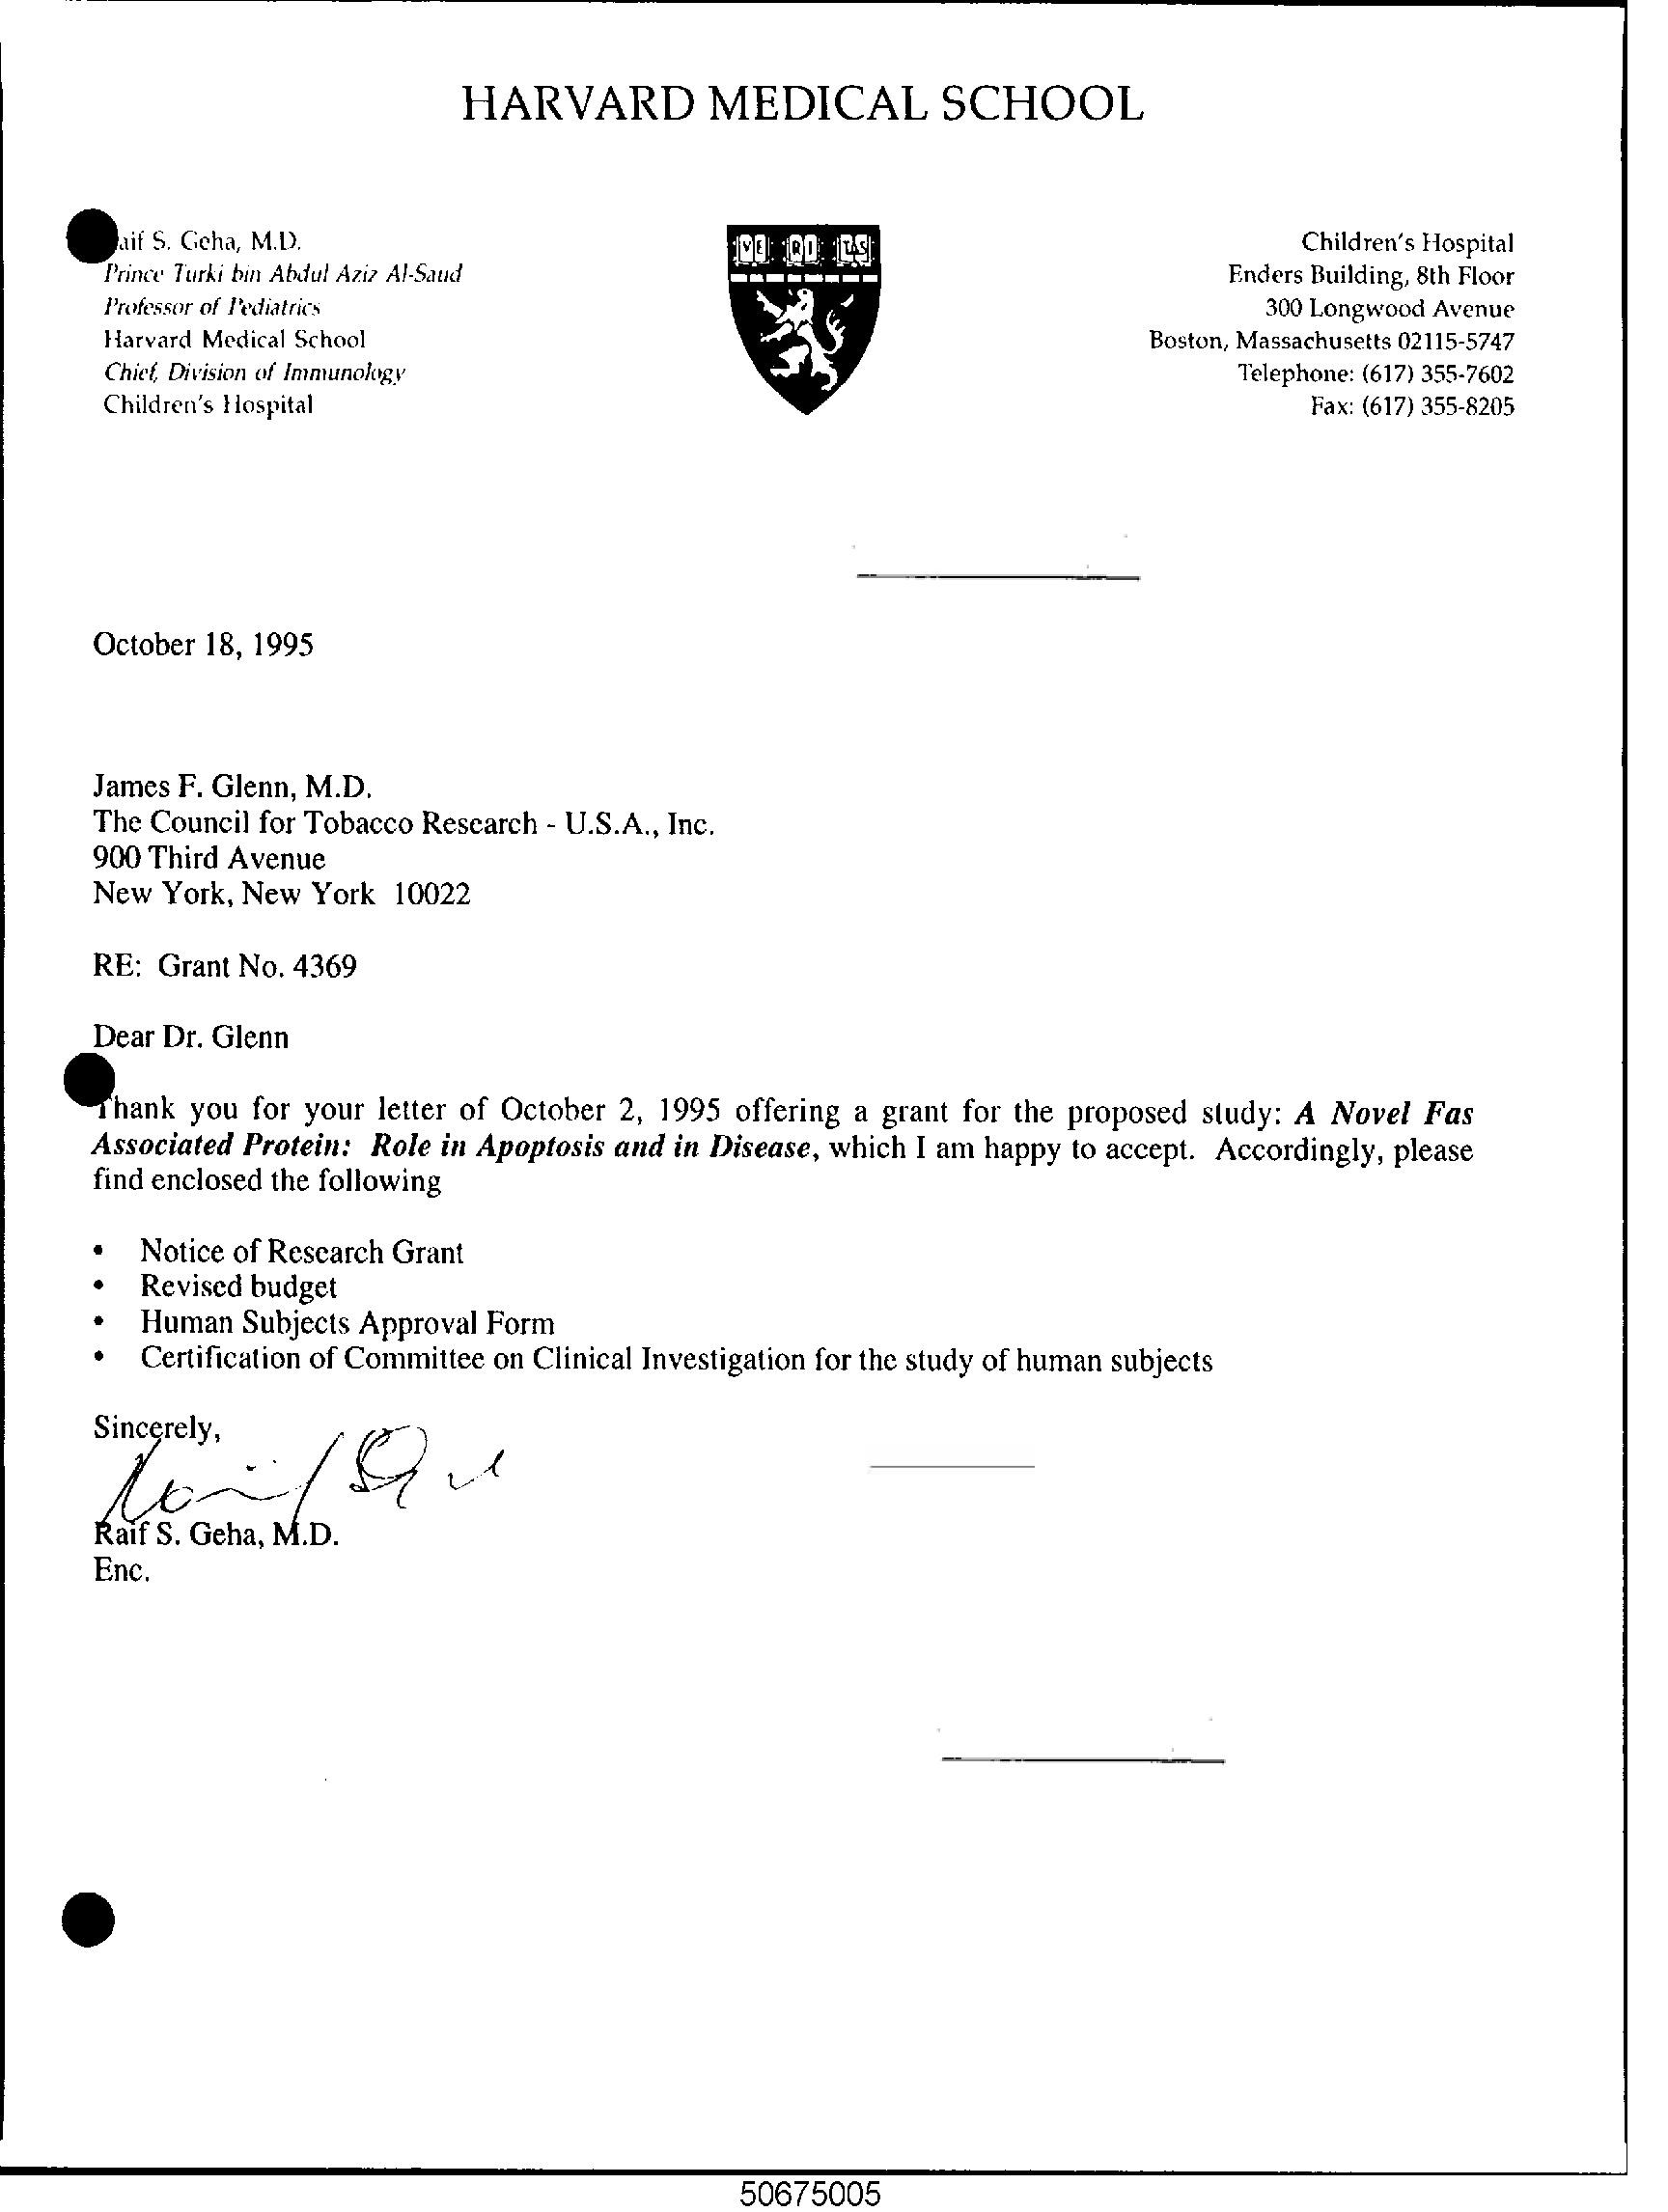 HARVARD MEDICAL SCHOOL
aif S. Geha, M.D.
Prince Turki bin Abdul Aziz Al-Saud
Professor of Pediatrics
Harvard Medical School
Chief, Division of Immunology
Children's Hospital
VE RI TAS
Children's Hospital
Enders Building, 8th Floor
300 Longwood Avenue
Boston, Massachusetts 02115-5747
Telephone: (617) 355-7602
Fax: (617) 355-8205
October 18, 1995
James F. Glenn, M.D.
The Council for Tobacco Research - U.S.A., Inc.
900 Third Avenue
New York, New York 10022
RE: Grant No. 4369
Dear Dr. Glenn
Thank you for your letter of October 2, 1995 offering a grant for the proposed study: A Novel Fas
Associated Protein: Role in Apoptosis and in Disease, which I am happy to accept. Accordingly, please
find enclosed the following
• Notice of Research Grant
• Revised budget
• Human Subjects Approval Form
• Certification of Committee on Clinical Investigation for the study of human subjects
Sincerely,
Raif S. Geha, M.D.
Enc.
50675005